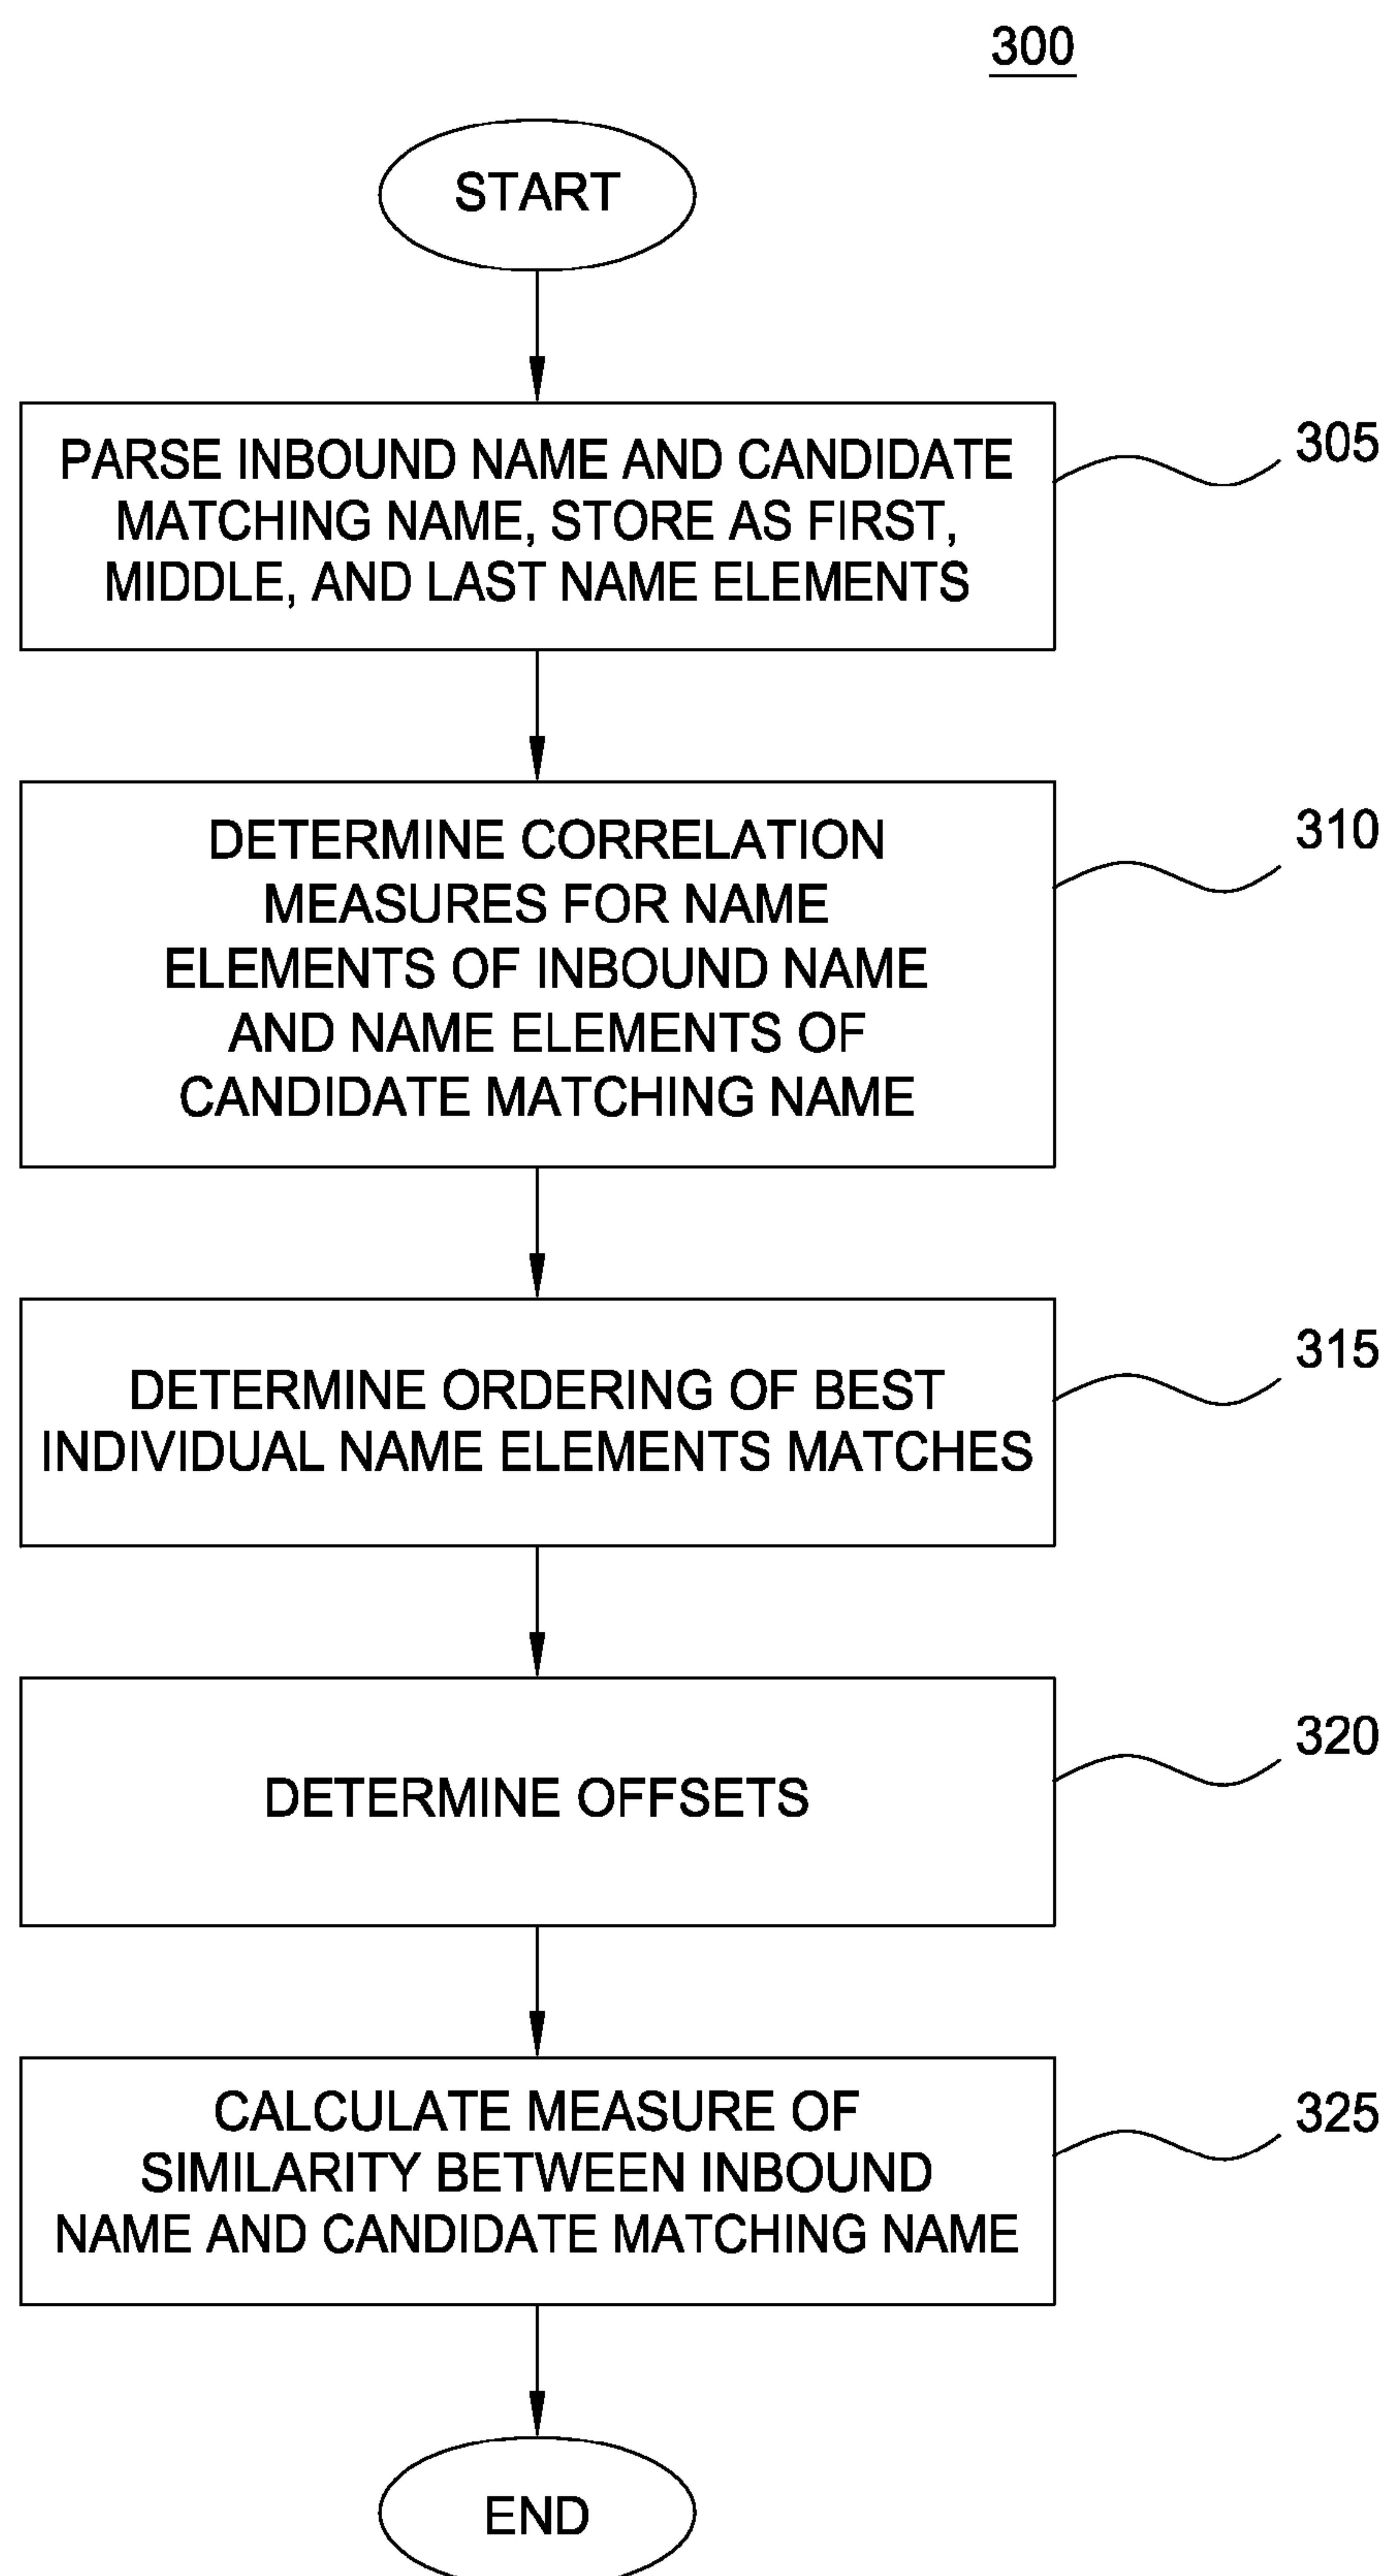 300
START
PARSE INBOUND NAME AND CANDIDATE
MATCHING NAME, STORE AS FIRST,
MIDDLE, AND LAST NAME ELEMENTS
305
DETERMINE CORRELATION
MEASURES FOR NAME
ELEMENTS OF INBOUND NAME
AND NAME ELEMENTS OF
CANDIDATE MATCHING NAME
310
DETERMINE ORDERING OF BEST
INDIVIDUAL NAME ELEMENTS MATCHES
315
DETERMINE OFFSETS
320
CALCULATE MEASURE OF
SIMILARITY BETWEEN INBOUND
NAME AND CANDIDATE MATCHING NAME
325
END